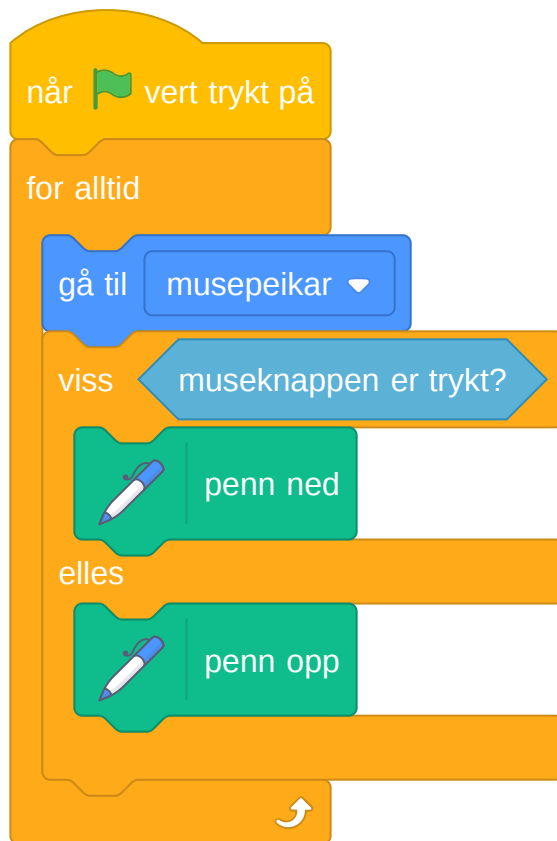 når vert trykt på
for alltid
gå til musepeikar
viss museknappen er trykt?
penn ned
elles
penn opp